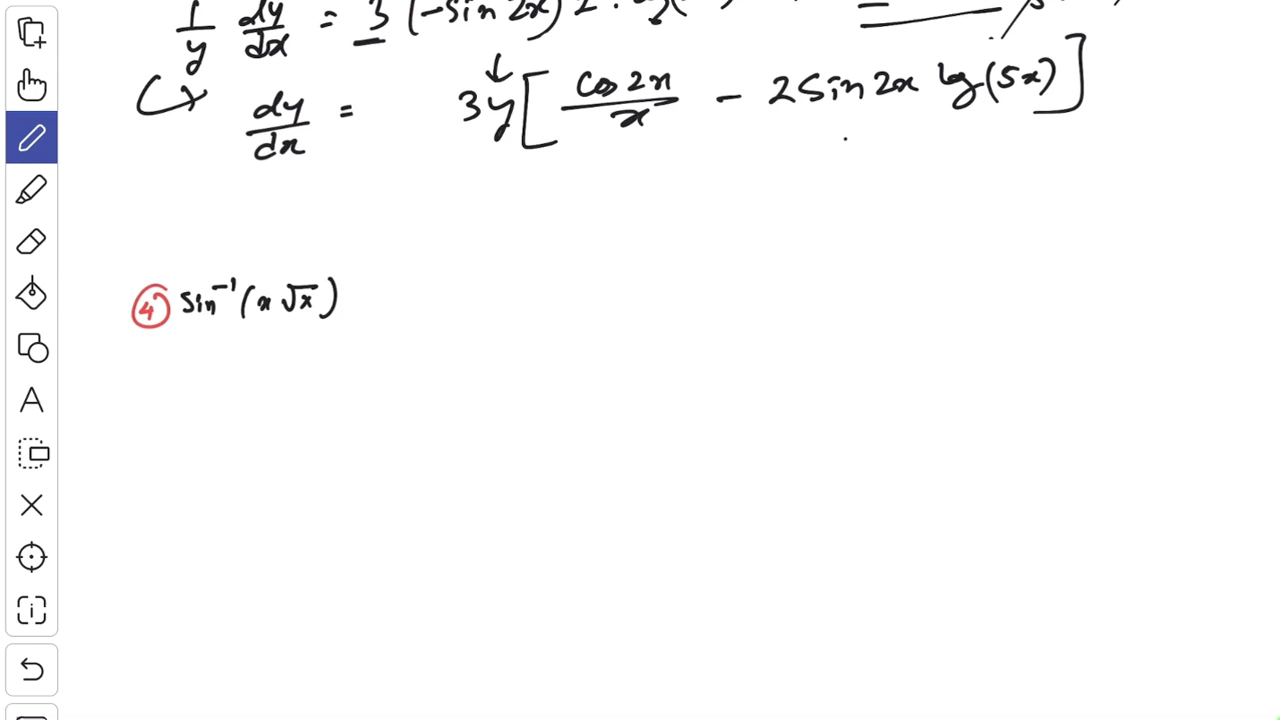 1/y dy/dx = 3 (-sin 2x) 2 · log(
dy/dx = 3y [ cos 2x / x - 2 sin 2x log(5x) ]
④ sin⁻¹(x √x)
A